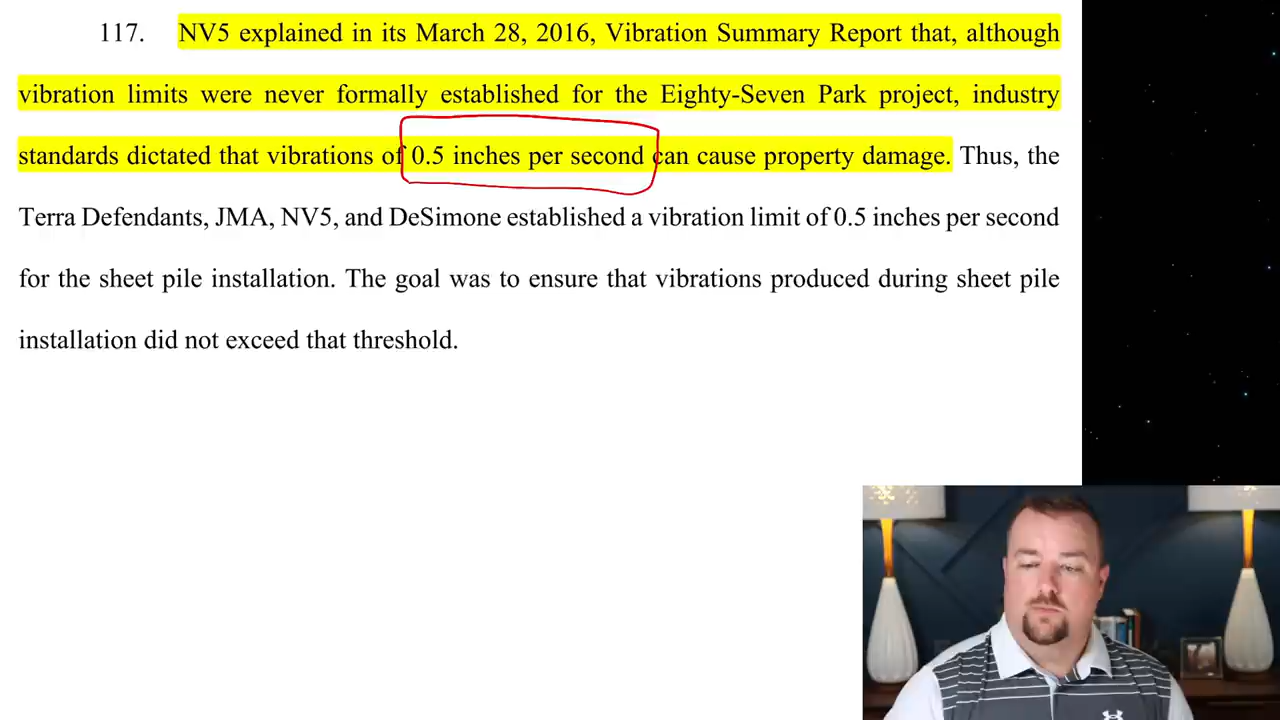 117. NV5 explained in its March 28, 2016, Vibration Summary Report that, although
vibration limits were never formally established for the Eighty-Seven Park project, industry
standards dictated that vibrations of 0.5 inches per second can cause property damage. Thus, the
Terra Defendants, JMA, NV5, and DeSimone established a vibration limit of 0.5 inches per second
for the sheet pile installation. The goal was to ensure that vibrations produced during sheet pile
installation did not exceed that threshold.